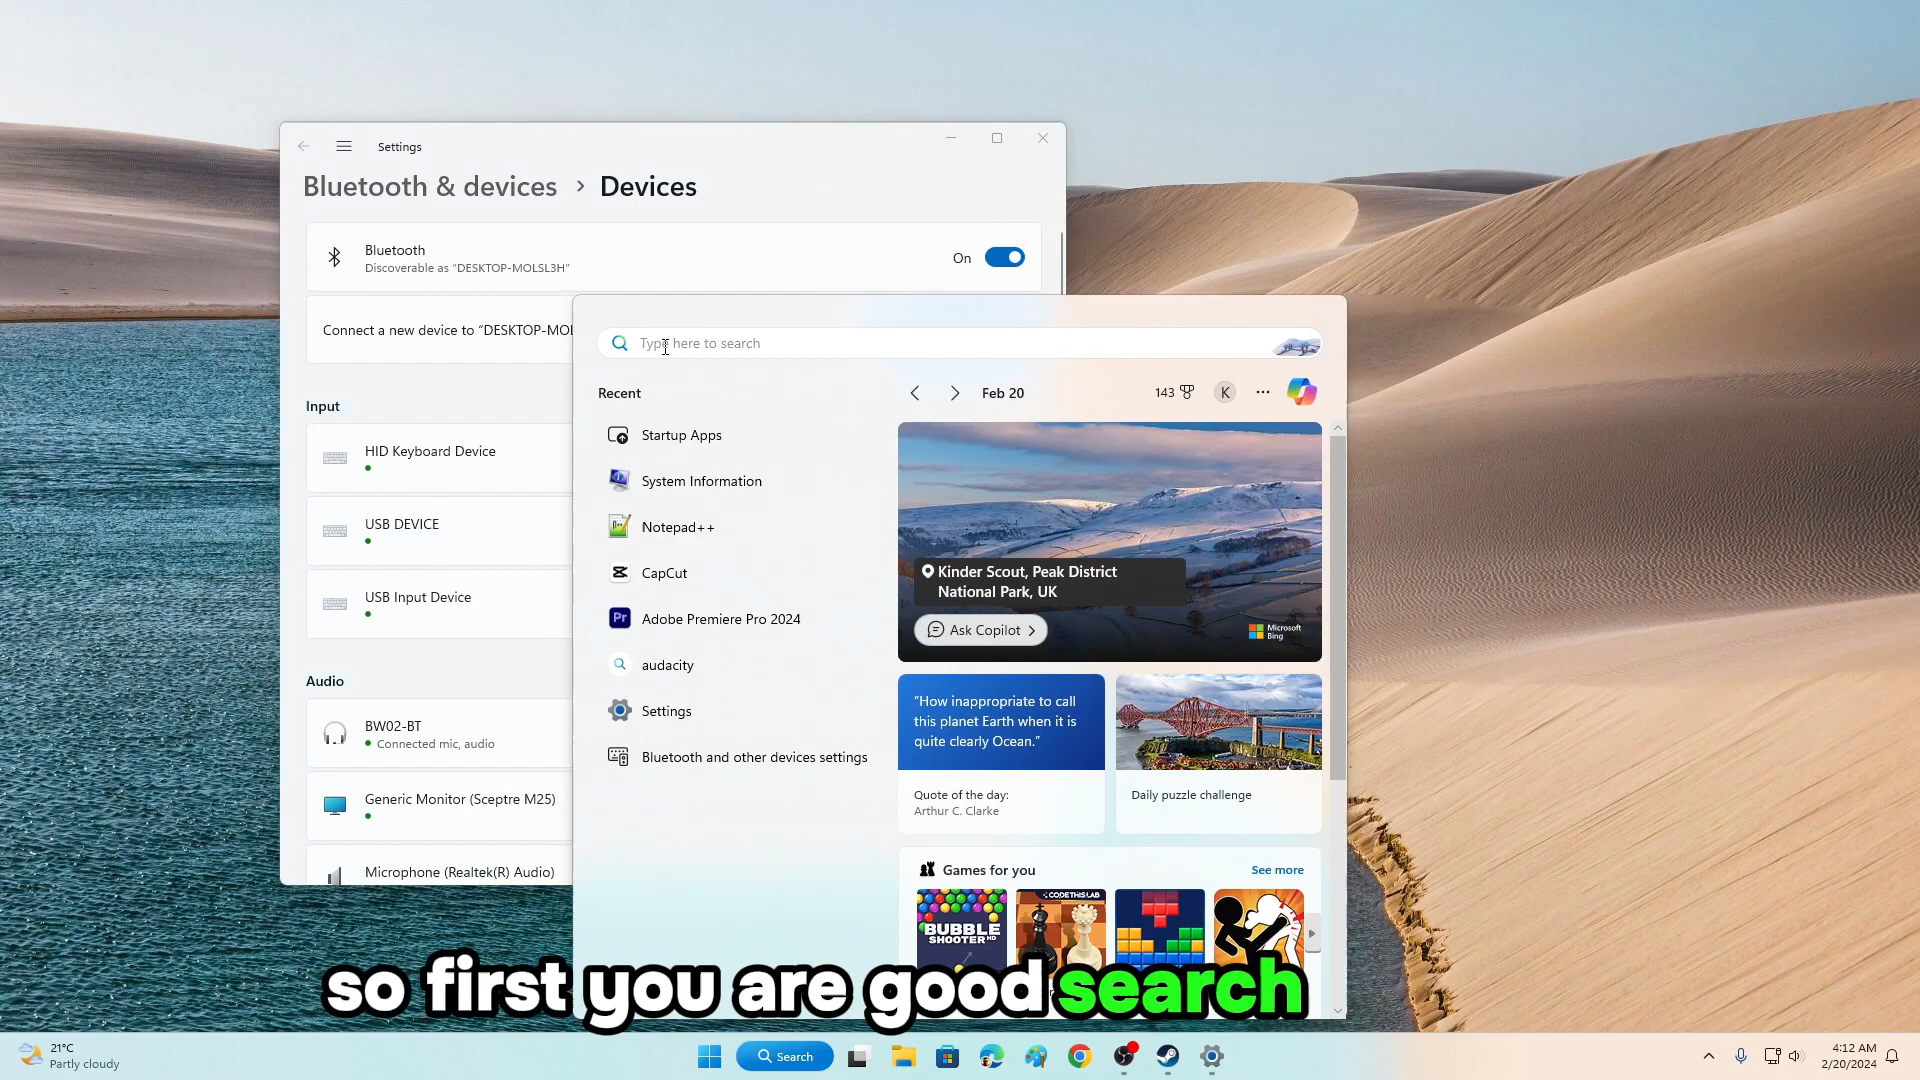 Settings
Bluetooth & devices > Devices
Bluetooth
Discoverable as "DESKTOP-MOLSL3H"
On
Connect a new device to "DESKTOP-MOL
Input
HID Keyboard Device
USB DEVICE
USB Input Device
Audio
BW02-BT
Connected mic, audio
Generic Monitor (Sceptre M25)
Microphone (Realtek(R) Audio)
Type here to search
Recent
Startup Apps
System Information
Notepad++
CapCut
Adobe Premiere Pro 2024
audacity
Settings
Bluetooth and other devices settings
Feb 20
143
K
Kinder Scout, Peak District
National Park, UK
Ask Copilot
Microsoft
Bing
"How inappropriate to call
this planet Earth when it is
quite clearly Ocean."
Quote of the day:
Arthur C. Clarke
Daily puzzle challenge
Games for you
See more
BUBBLE
SHOOTER HD
CODETHISLAB
so first you are good search
21°C
Partly cloudy
Search
4:12 AM
2/20/2024